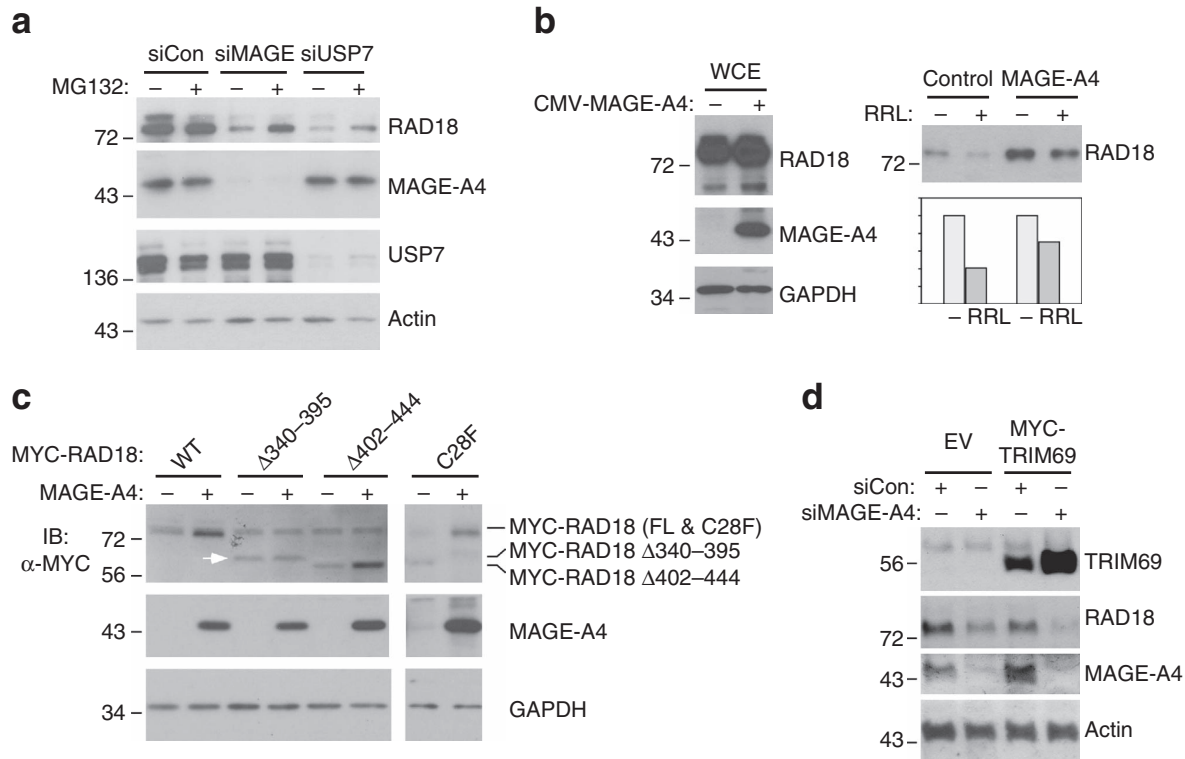 a
siCon siMAGE siUSP7
MG132: – + – + – +
72 – RAD18
43 – MAGE-A4
136 – USP7
43 – Actin
b
WCE
CMV-MAGE-A4: – +
72 – RAD18
43 – MAGE-A4
34 – GAPDH
Control MAGE-A4
RRL: – + – +
72 – RAD18
– RRL – RRL
c
MYC-RAD18: WT Δ340–395 Δ402–444 C28F
MAGE-A4: – + – + – + – +
IB:
α-MYC
72 –
56 –
MYC-RAD18 (FL & C28F)
MYC-RAD18 Δ340–395
MYC-RAD18 Δ402–444
43 – MAGE-A4
34 – GAPDH
d
EV MYC-
TRIM69
siCon: + – + –
siMAGE-A4: – + – +
56 – TRIM69
72 – RAD18
43 – MAGE-A4
43 – Actin